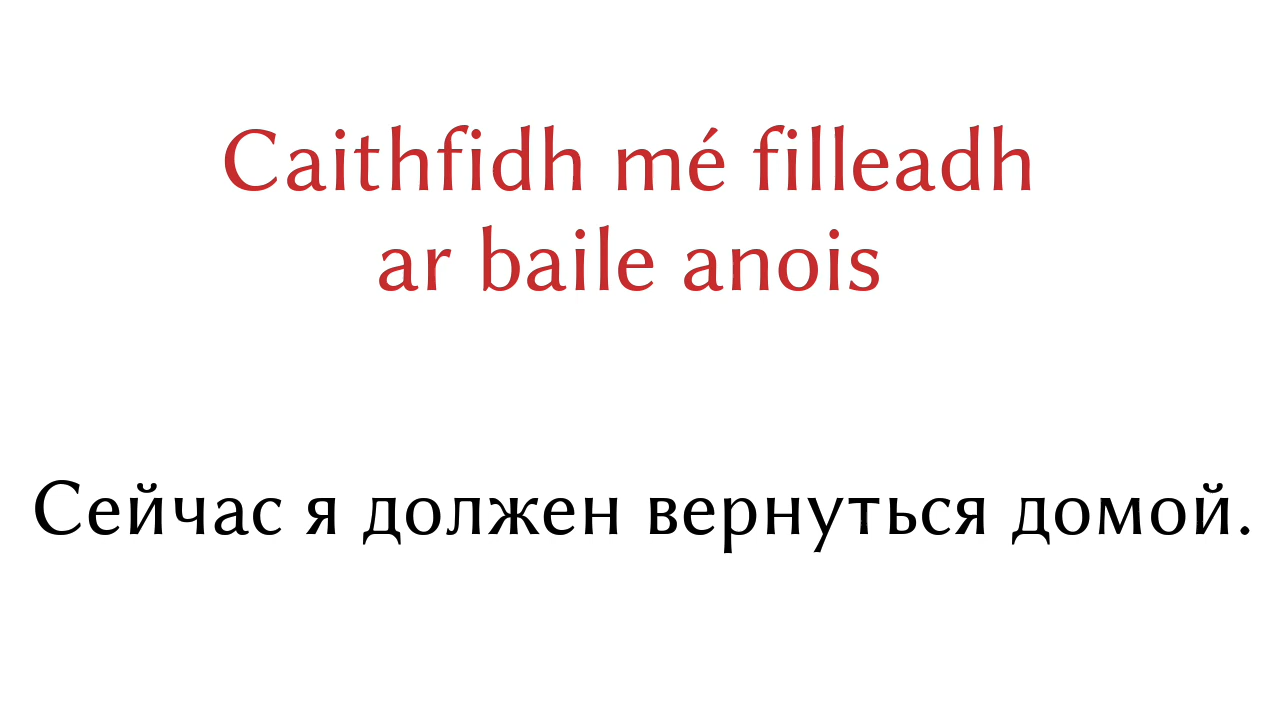 Caithfidh mé filleadh
ar baile anois
Сейчас я должен вернуться домой.